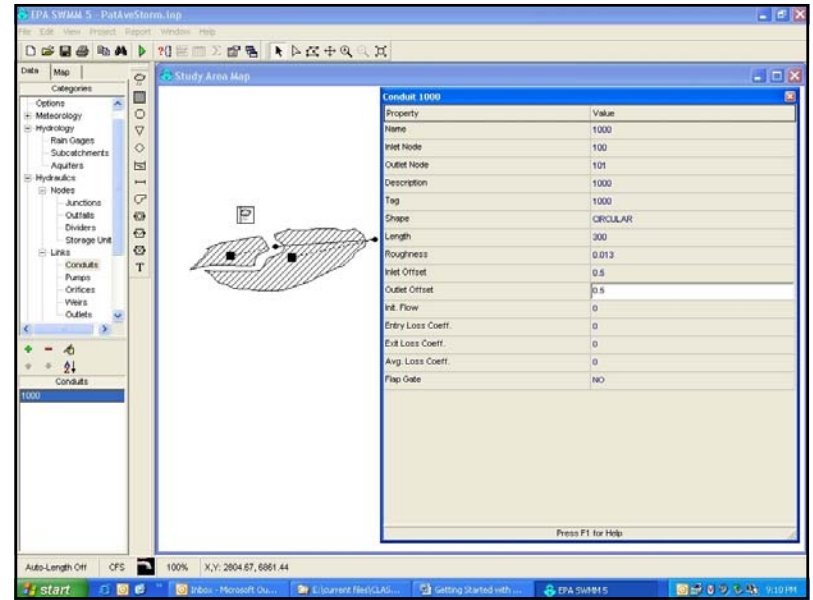 EPA SWMM 5 - PatAveStorm.inp
File Edit View Project Report Window Help
Data Map
Categories
Options
Meteorology
Hydrology
Rain Gages
Subcatchments
Aquifers
Hydraulics
Nodes
Junctions
Outfalls
Dividers
Storage Unit
Links
Conduits
Pumps
Orifices
Weirs
Outlets
Conduits
1000
T
Study Area Map
Conduit 1000
Property Value
Name 1000
Inlet Node 100
Outlet Node 101
Description 1000
Tag 1000
Shape CIRCULAR
Length 300
Roughness 0.013
Inlet Offset 0.5
Outlet Offset 0.5
Init. Flow 0
Entry Loss Coeff. 0
Exit Loss Coeff. 0
Avg. Loss Coeff. 0
Flap Gate NO
Press F1 for Help
Auto-Length Off CFS 100% X,Y: 2804.67, 6861.44
start Inbox - Microsoft Ou... E:\current files\CLAS... Getting Started with ... EPA SWMM 5 9:10 PM